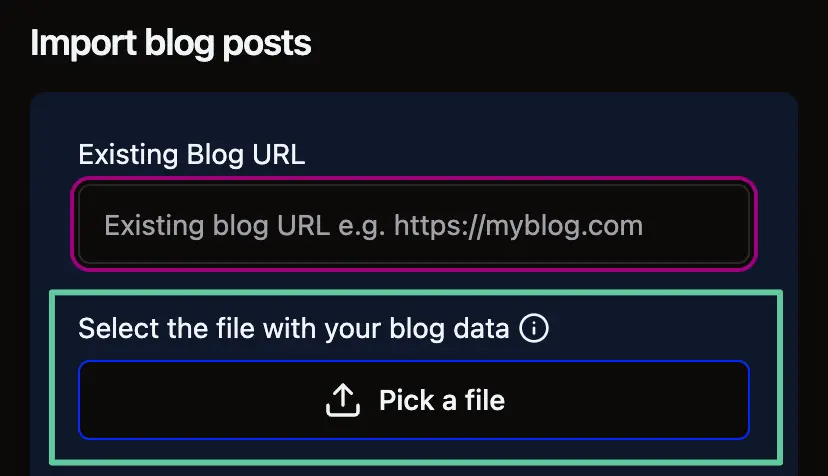 Import blog posts
Existing Blog URL
Existing blog URL e.g. https://myblog.com
Select the file with your blog data
Pick a file